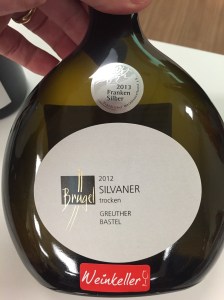 2013
Franken
Silber
Brügel
2012
SILVANER
trocken
GREUTHER
BASTEL
Weinkeller